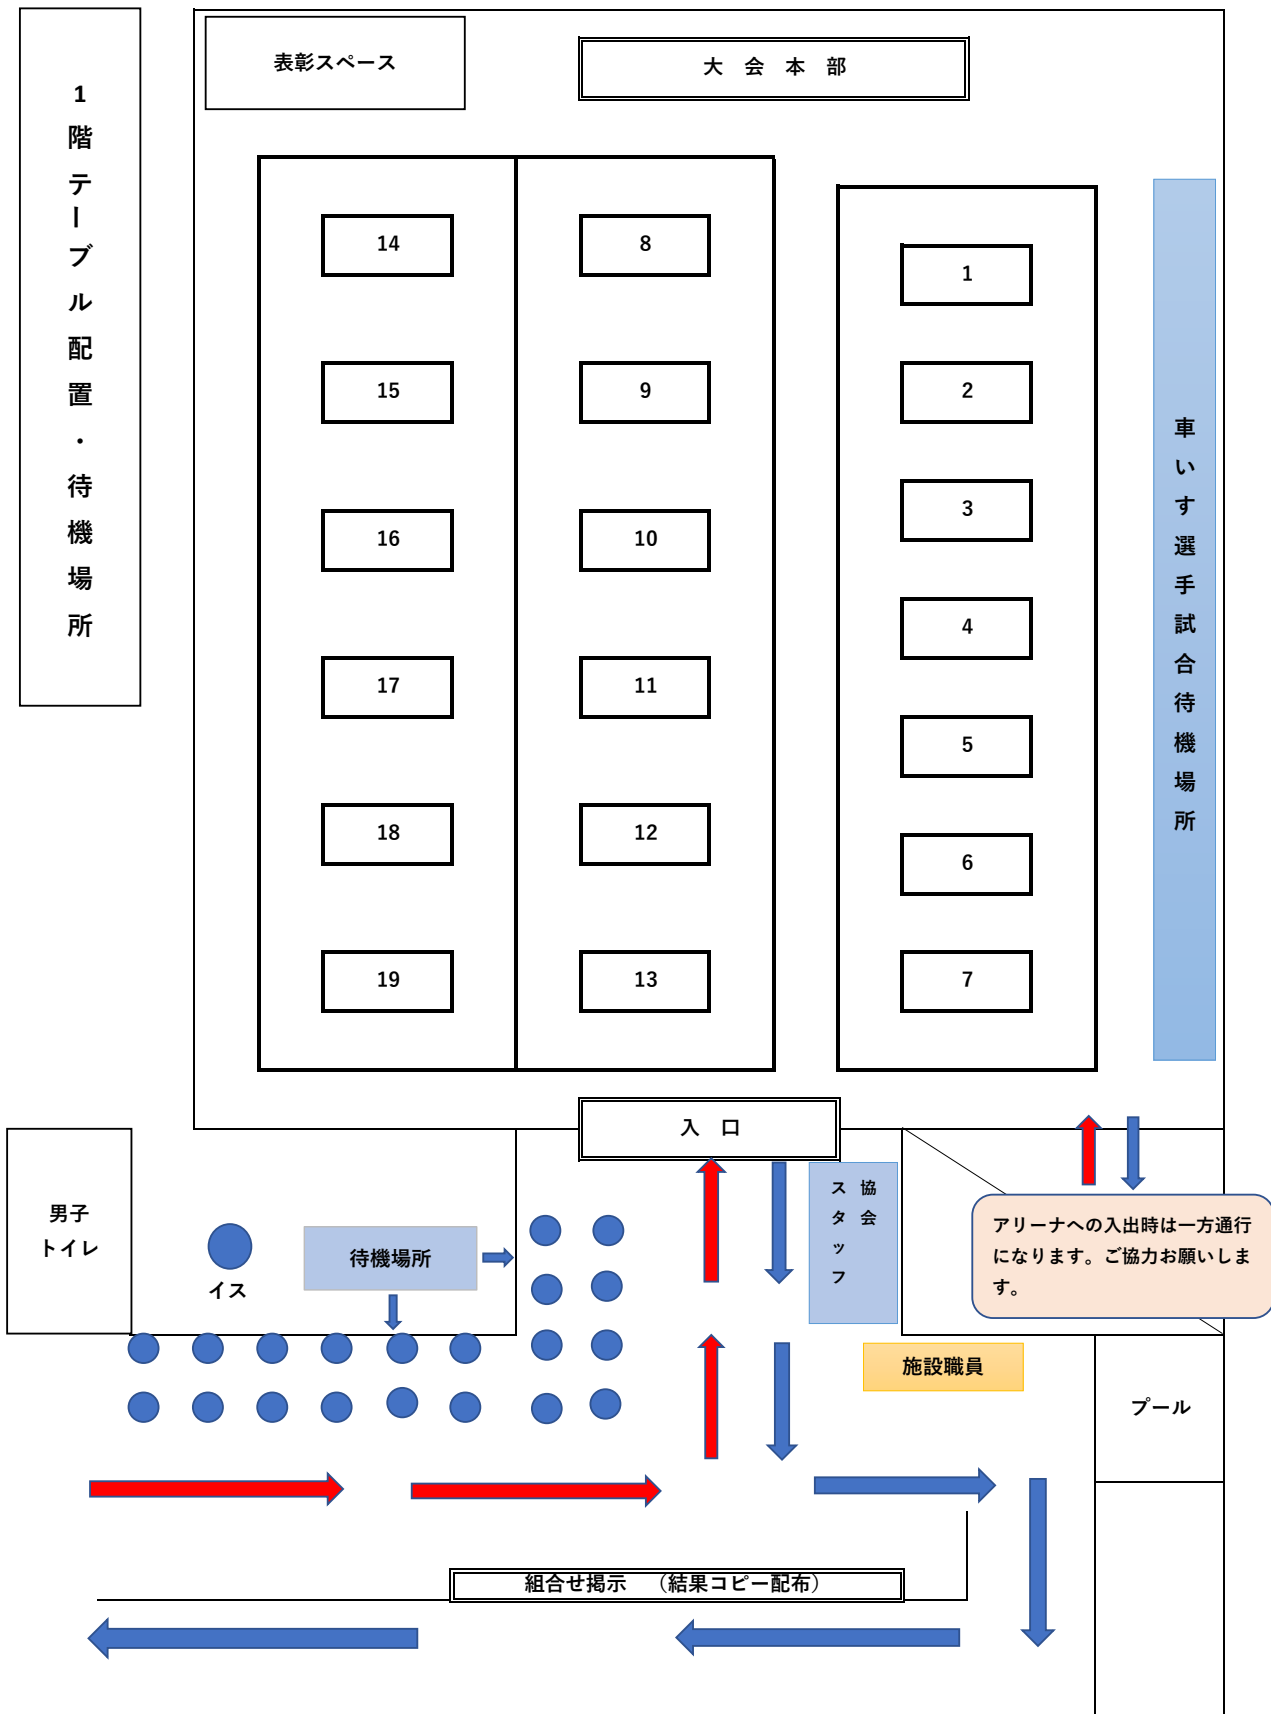 1階テーブル配置・待機場所
表彰スペース
大　会　本　部
14
8
1
15
9
2
16
10
3
4
17
11
5
18
12
6
19
13
7
車いす選手試合待機場所
入　口
男子
トイレ
イス
待機場所
協会
スタッフ
アリーナへの入出時は一方通行
になります。ご協力お願いしま
す。
施設職員
プール
組合せ掲示　（結果コピー配布）